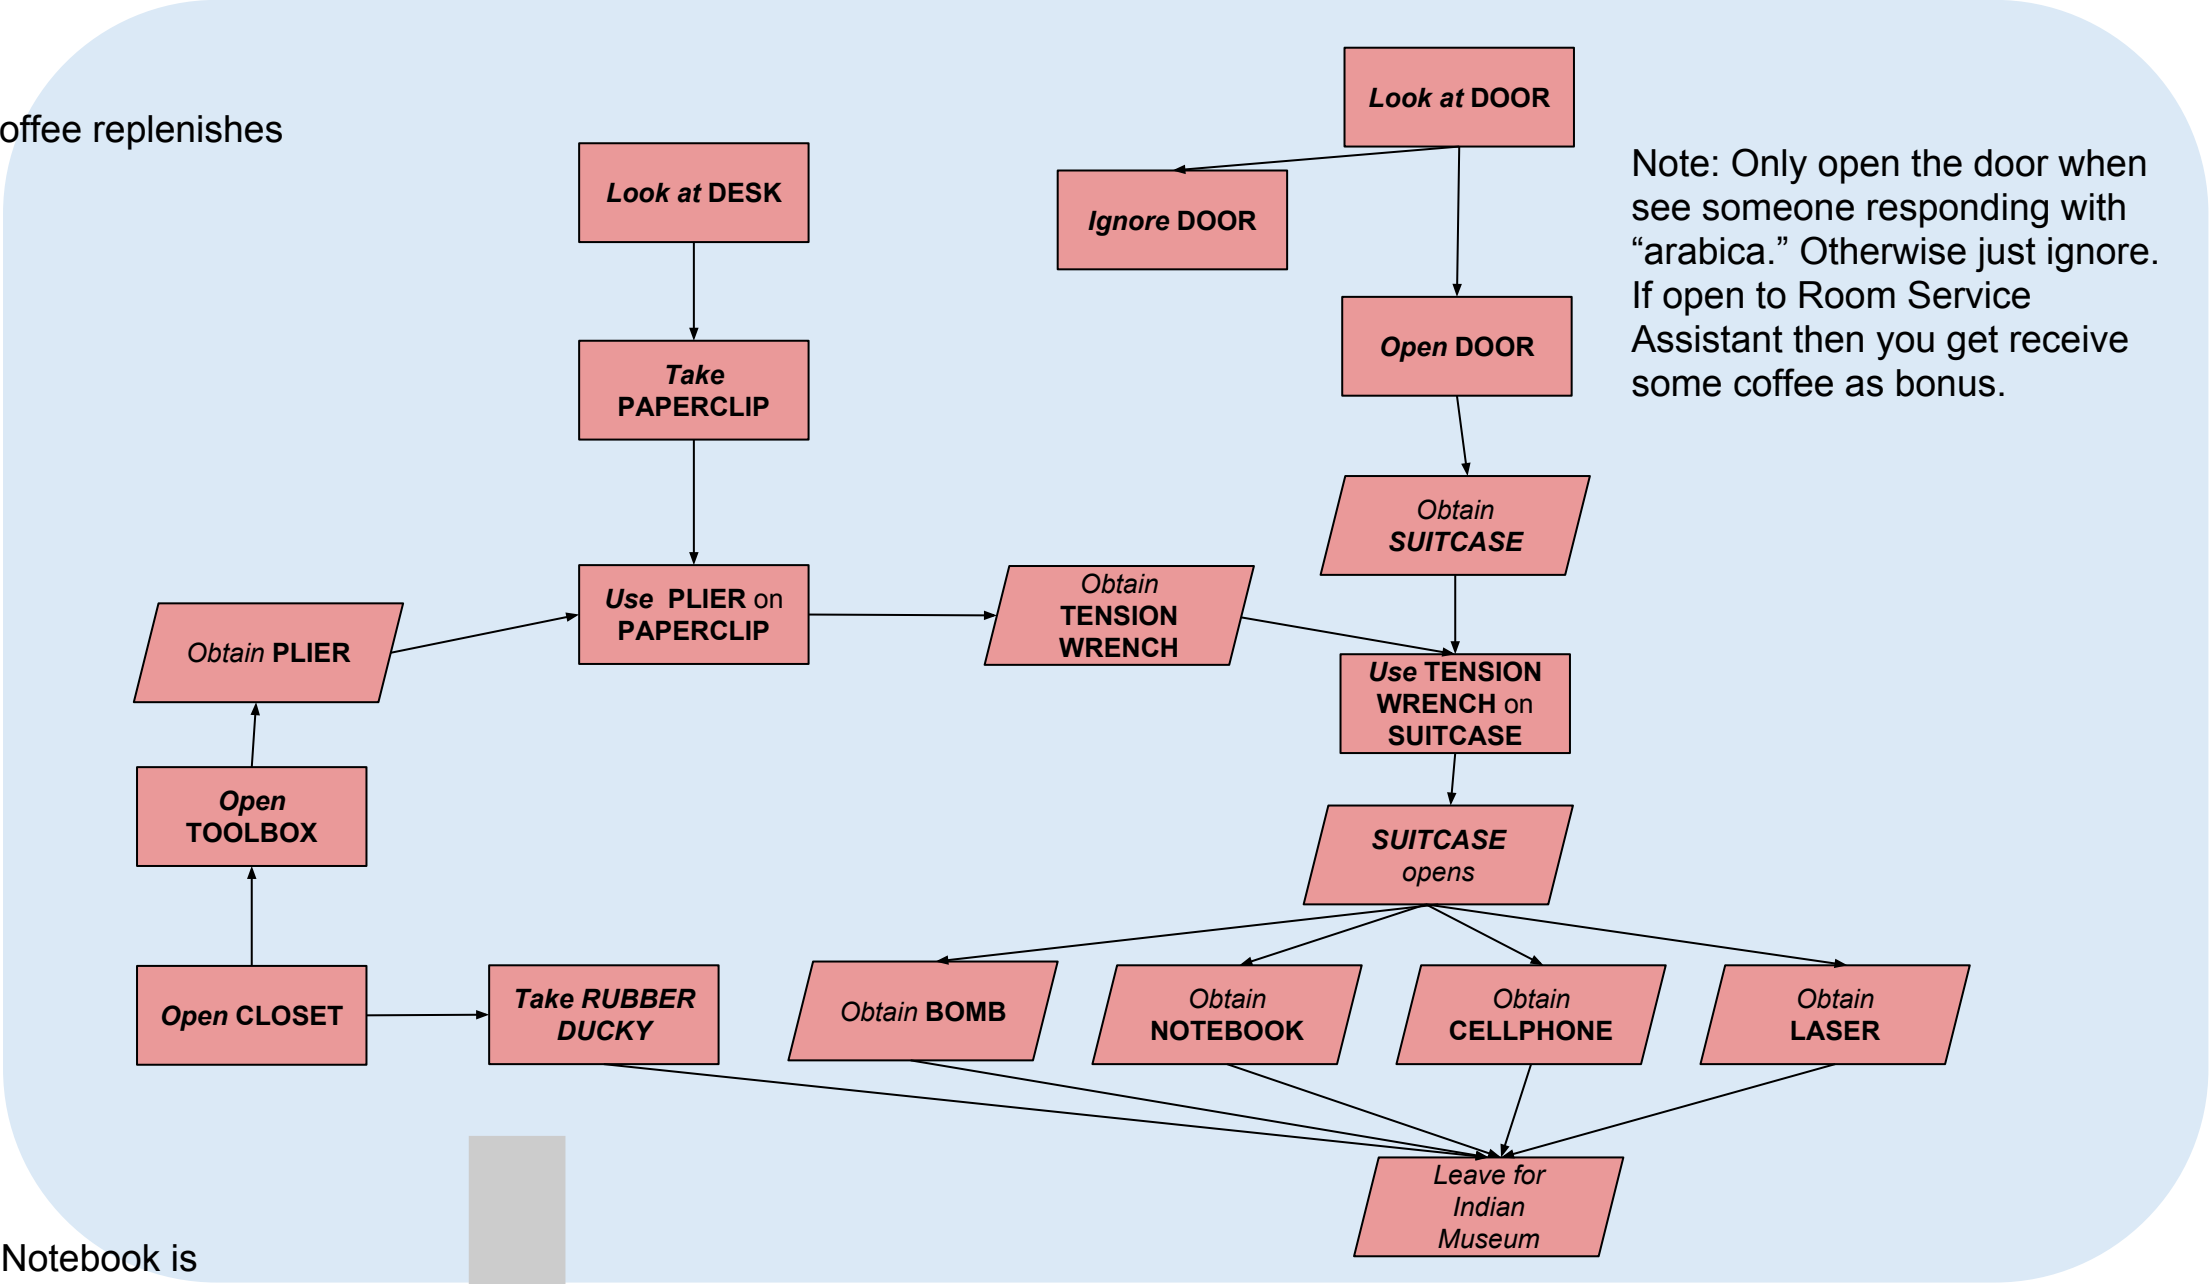 offee replenishes
Look at DESK
Take
PAPERCLIP
Use PLIER on
PAPERCLIP
Obtain PLIER
Open
TOOLBOX
Open CLOSET
Take RUBBER
DUCKY
Look at DOOR
Ignore DOOR
Open DOOR
Note: Only open the door when
see someone responding with
“arabica.” Otherwise just ignore.
If open to Room Service
Assistant then you get receive
some coffee as bonus.
Obtain
SUITCASE
Obtain
TENSION
WRENCH
Use TENSION
WRENCH on
SUITCASE
SUITCASE
opens
Obtain BOMB
Obtain
NOTEBOOK
Obtain
CELLPHONE
Obtain
LASER
Leave for
Indian
Museum
Notebook is